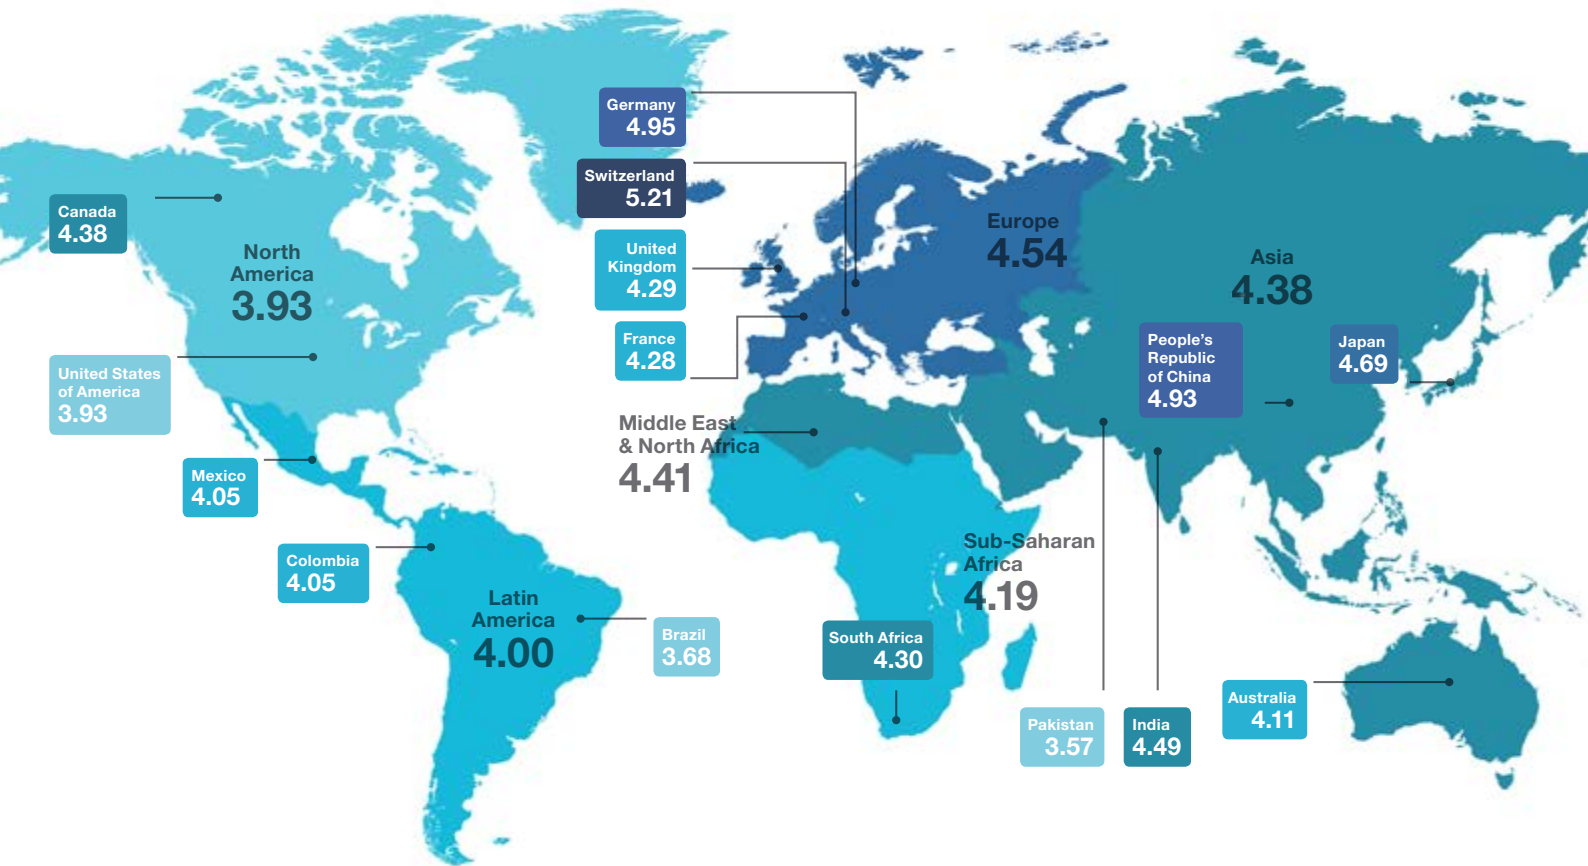 Germany
4.95
Switzerland
5.21
Canada
4.38
North
America
3.93
United
Kingdom
4.29
Europe
4.54
Asia
4.38
France
4.28
People's
Republic
of China
4.93
Japan
4.69
United States
of America
3.93
Middle East
& North Africa
4.41
Mexico
4.05
Colombia
4.05
Sub-Saharan
Africa
4.19
Latin
America
4.00
Brazil
3.68
South Africa
4.30
Pakistan
3.57
India
4.49
Australia
4.11